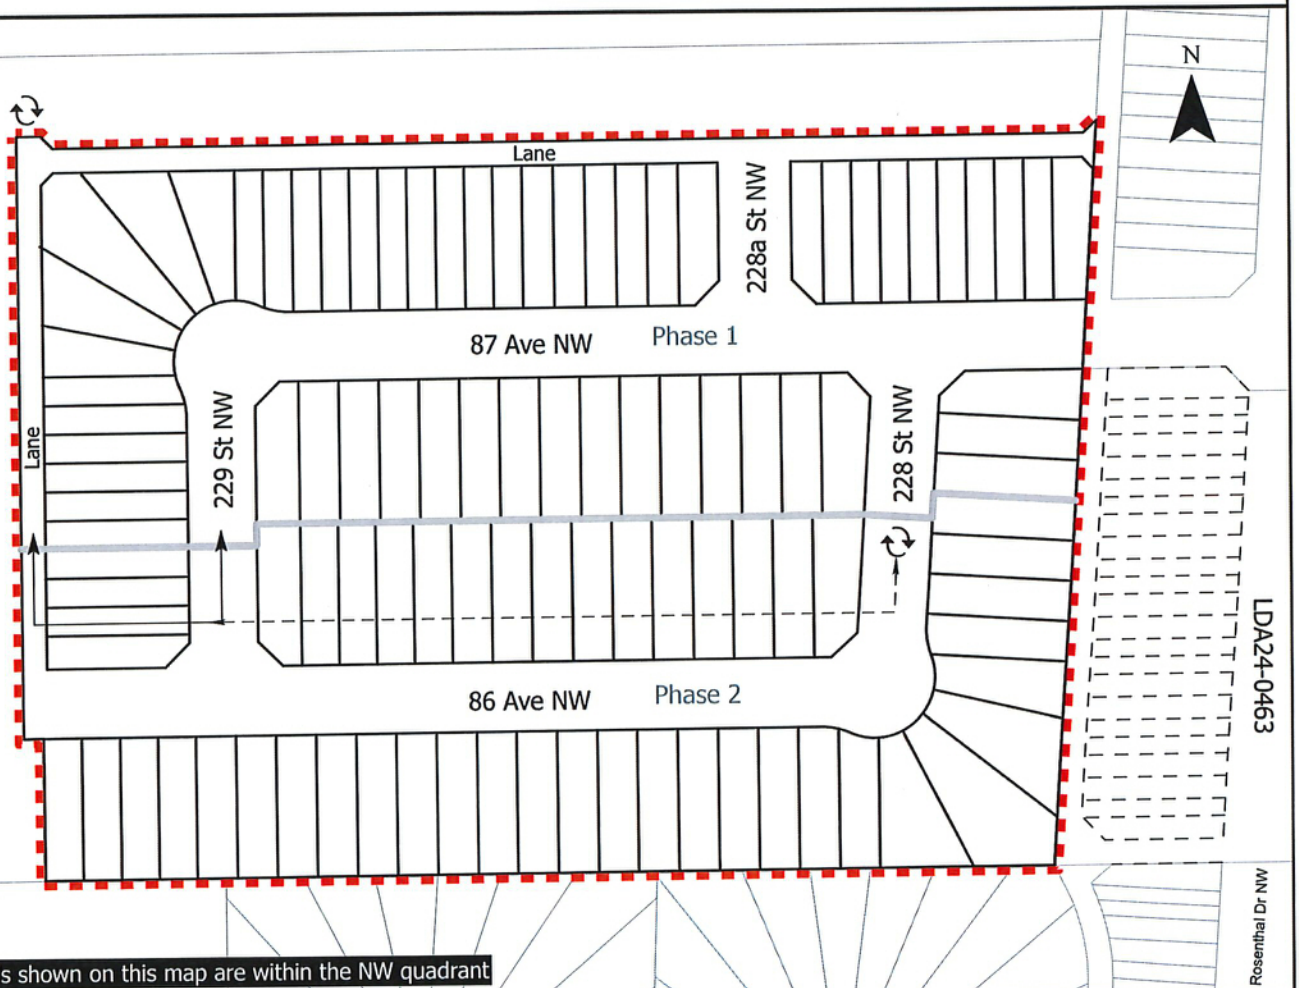 N
Lane
228a St NW
87 Ave NW
Phase 1
229 St NW
228 St NW
Lane
86 Ave NW
Phase 2
LDA24-0463
Rosenthal Dr NW
s shown on this map are within the NW quadrant